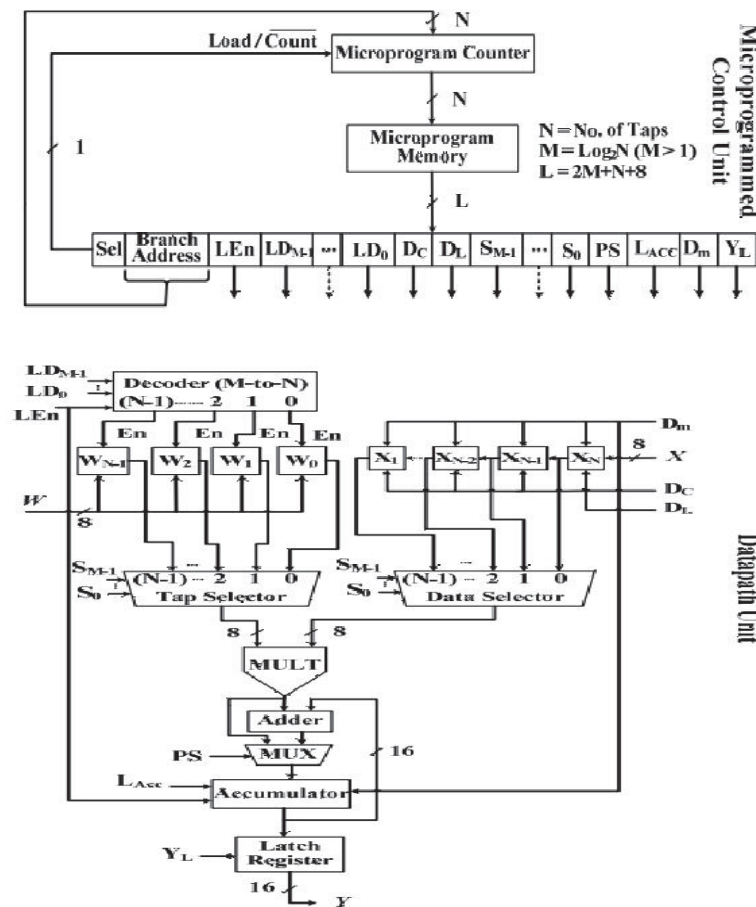 N
Load/Count
Microprogram Counter
N
1
Microprogram
Memory
N = No. of Taps
M = Log2N (M > 1)
L = 2M+N+8
L
Microprogrammed
Control Unit
Sel Branch Address LEn LDM-1 ... LD0 DC DL SM-1 ... S0 PS LACC Dm YL
LDM-1
LD0
LEn
Decoder (M-to-N)
(N-1) ..... 2 1 0
En En En En
WN-1 W2 W1 W0
W
8
X1 XN-2 XN-1 XN
Dm
8
X
DC
DL
SM-1
S0
(N-1) ... 2 1 0
Tap Selector
SM-1
S0
(N-1) ... 2 1 0
Data Selector
8 8
MULT
Adder
PS
MUX
16
LAcc
Accumulator
YL
Latch
Register
16
Y
Datapath Unit